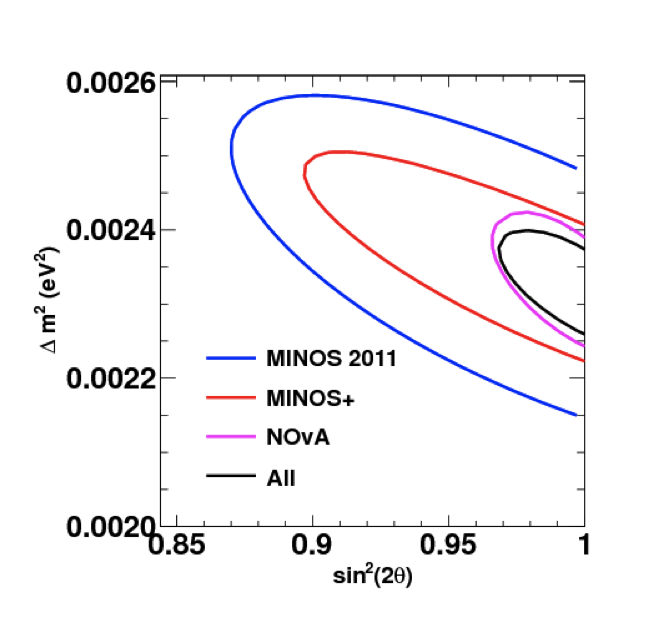 0.0026
0.0024
0.0022
0.0020
Δ m² (eV²)
MINOS 2011
MINOS+
NOvA
All
0.85 0.9 0.95 1
sin²(2θ)